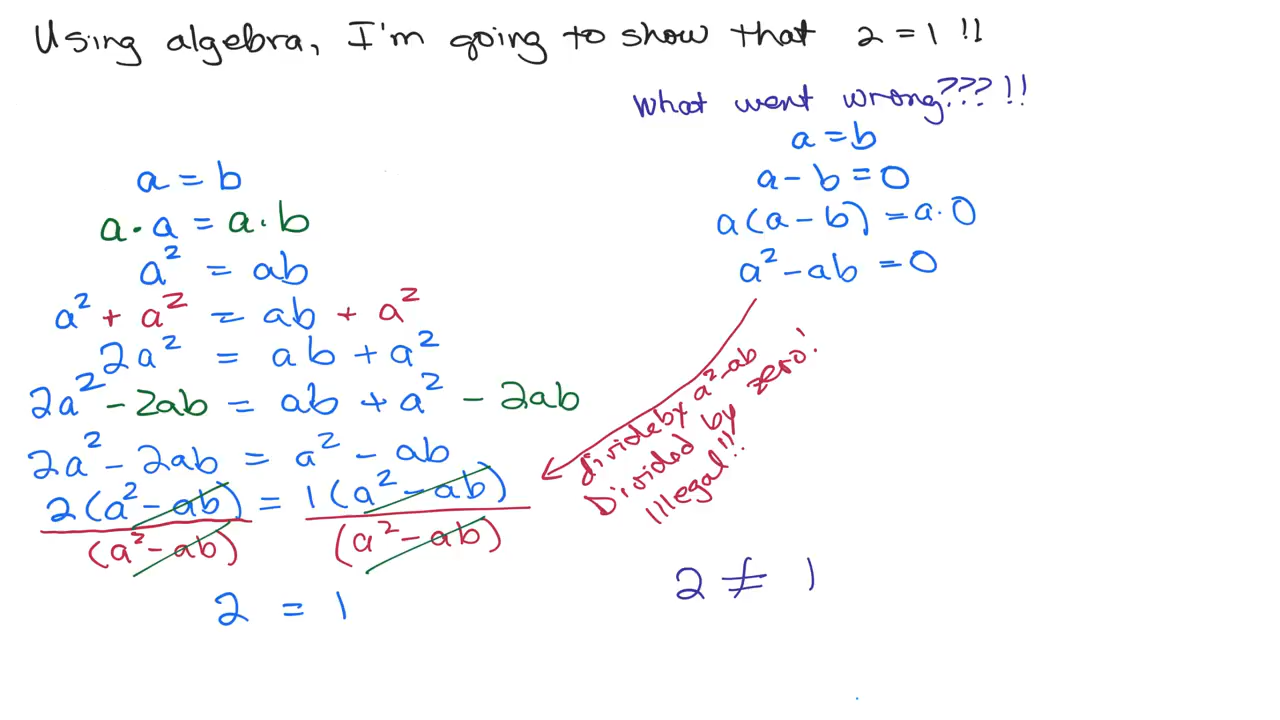 Using algebra, I'm going to show that 2 = 1 !!
What went wrong???!!
a = b
a - b = 0
a(a - b) = a · 0
a² - ab = 0
a = b
a · a = a · b
a² = ab
a² + a² = ab + a²
2a² = ab + a²
2a² - 2ab = ab + a² - 2ab
2a² - 2ab = a² - ab
2(a² - ab) = 1(a² - ab)
(a² - ab) (a² - ab)
2 = 1
divide by a² - ab
Divided by zero!
Illegal!!
2 ≠ 1